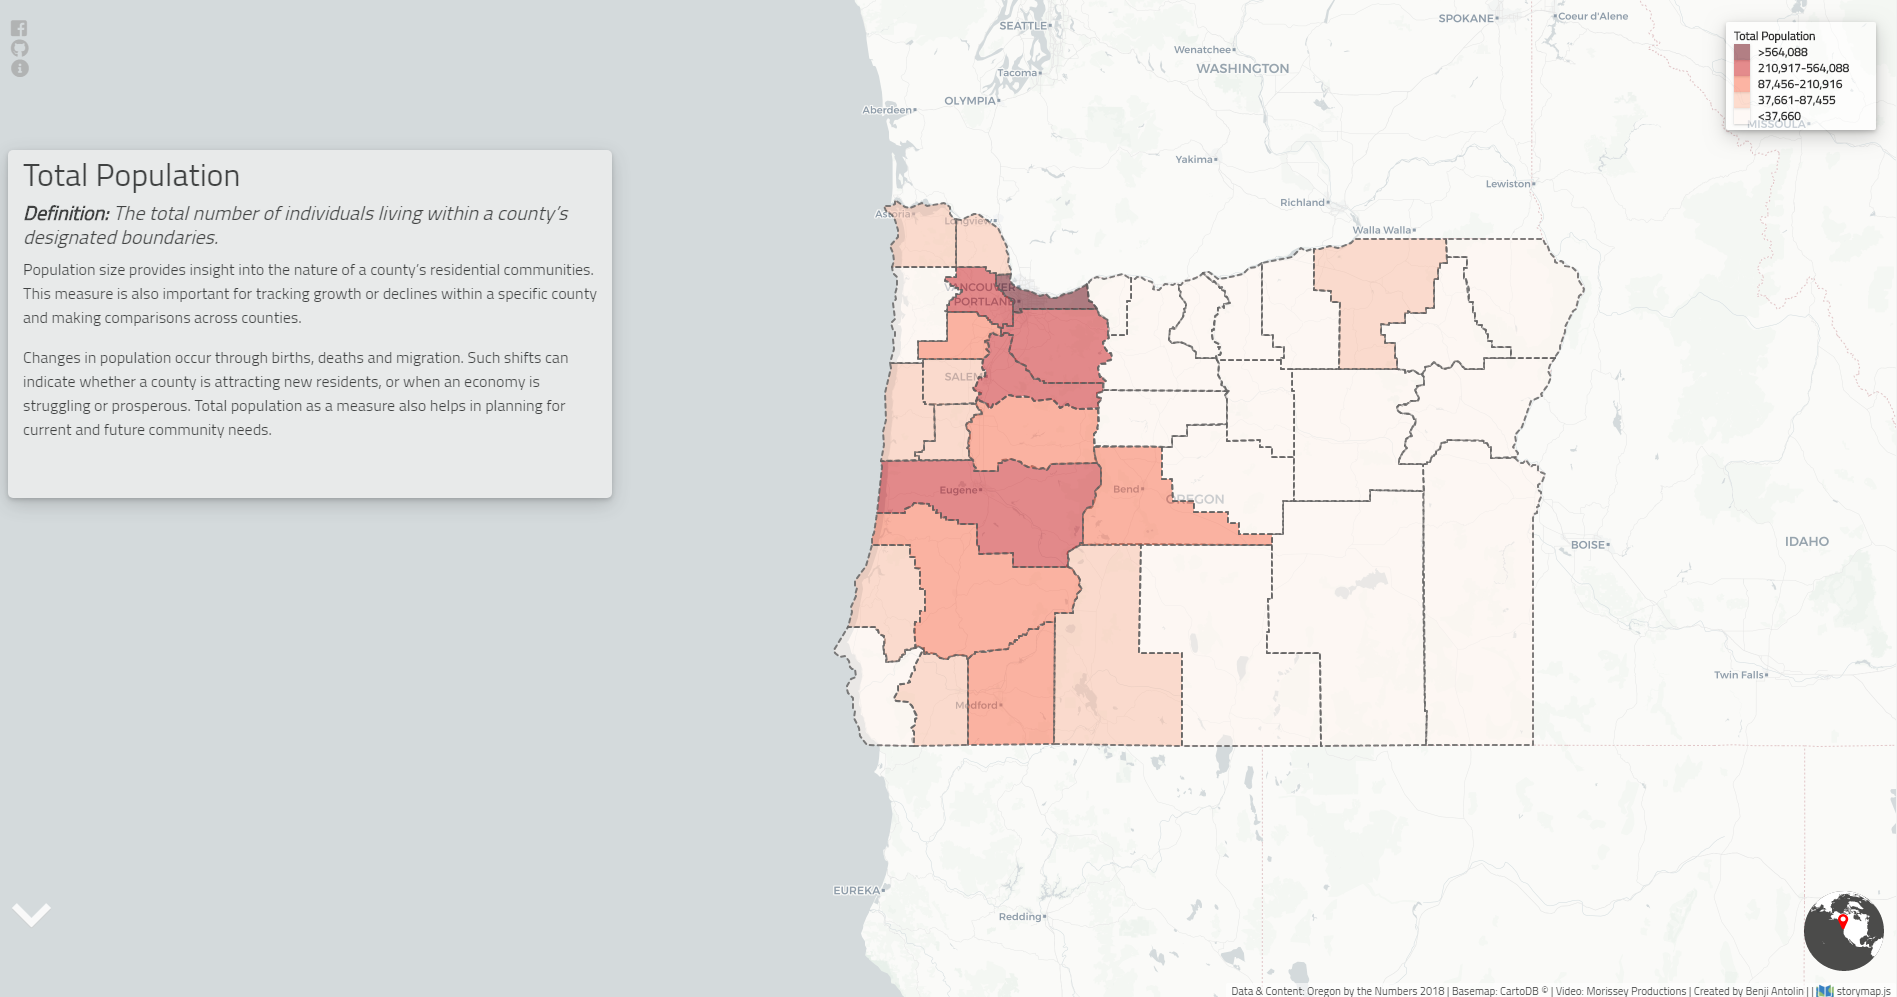 SEATTLE
SPOKANE
Coeur d'Alene
Wenatchee
WASHINGTON
Tacoma
OLYMPIA
Aberdeen
Yakima
Lewiston
Richland
Walla Walla
Total Population
>564,088
210,917-564,088
87,456-210,916
37,661-87,455
<37,660
MISSOULA
Total Population
Definition: The total number of individuals living within a county's
designated boundaries.
Population size provides insight into the nature of a county's residential communities.
This measure is also important for tracking growth or declines within a specific county
and making comparisons across counties.
Changes in population occur through births, deaths and migration. Such shifts can
indicate whether a county is attracting new residents, or when an economy is
struggling or prosperous. Total population as a measure also helps in planning for
current and future community needs.
Astoria
Longview
VANCOUVER
PORTLAND
SALEM
Eugene
Bend
OREGON
BOISE
IDAHO
Medford
Twin Falls
EUREKA
Redding
Data & Content: Oregon by the Numbers 2018 | Basemap: CartoDB © | Video: Morissey Productions | Created by Benji Antolin | | storymap.js